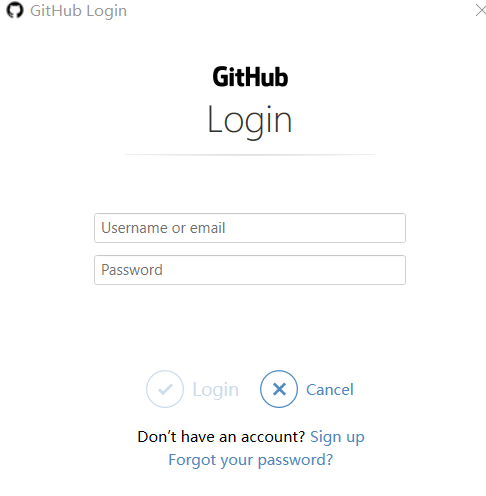 GitHub Login
GitHub
Login
Username or email
Password
Login Cancel
Don't have an account? Sign up
Forgot your password?